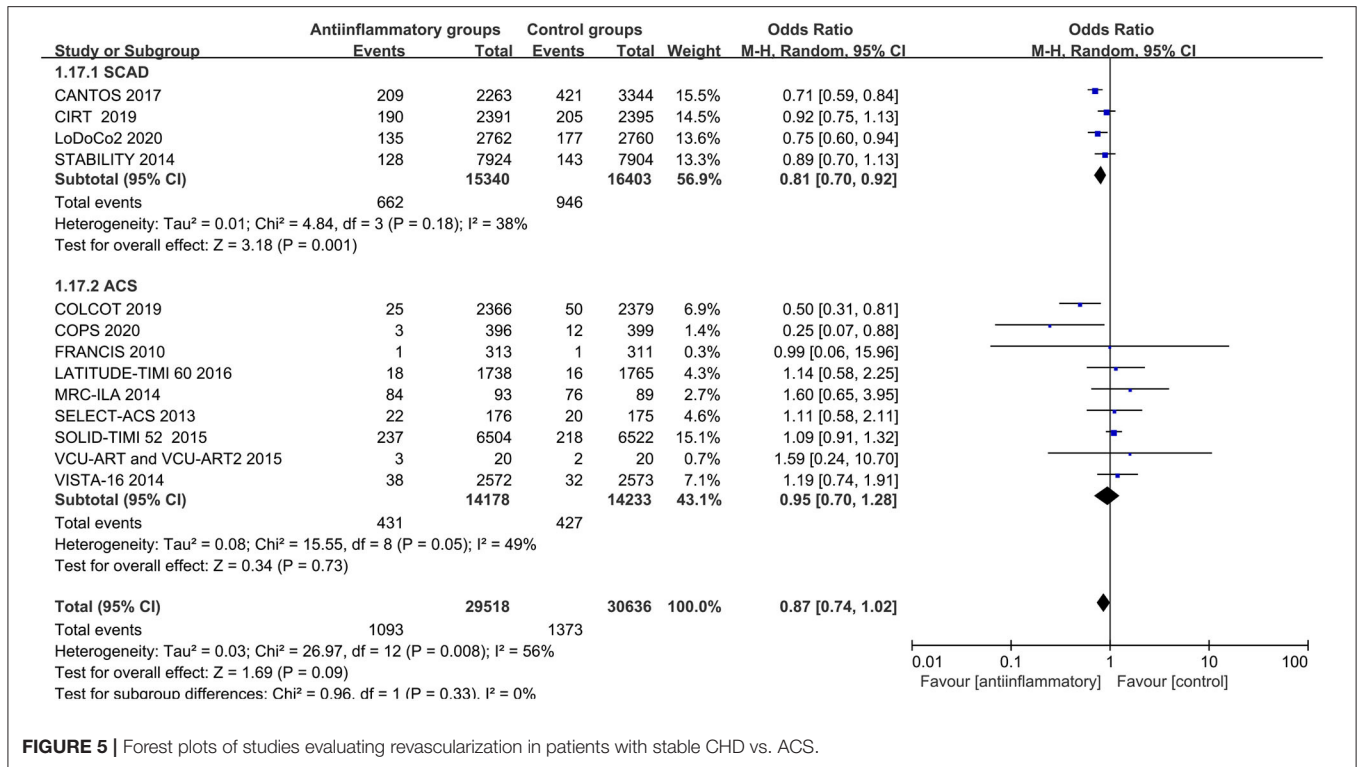 Antiinflammatory groups Control groups Odds Ratio Odds Ratio
Study or Subgroup Events Total Events Total Weight M-H, Random, 95% CI M-H, Random, 95% CI
1.17.1 SCAD
CANTOS 2017 209 2263 421 3344 15.5% 0.71 [0.59, 0.84]
CIRT 2019 190 2391 205 2395 14.5% 0.92 [0.75, 1.13]
LoDoCo2 2020 135 2762 177 2760 13.6% 0.75 [0.60, 0.94]
STABILITY 2014 128 7924 143 7904 13.3% 0.89 [0.70, 1.13]
Subtotal (95% CI) 15340 16403 56.9% 0.81 [0.70, 0.92]
Total events 662 946
Heterogeneity: Tau² = 0.01; Chi² = 4.84, df = 3 (P = 0.18); I² = 38%
Test for overall effect: Z = 3.18 (P = 0.001)
1.17.2 ACS
COLCOT 2019 25 2366 50 2379 6.9% 0.50 [0.31, 0.81]
COPS 2020 3 396 12 399 1.4% 0.25 [0.07, 0.88]
FRANCIS 2010 1 313 1 311 0.3% 0.99 [0.06, 15.96]
LATITUDE-TIMI 60 2016 18 1738 16 1765 4.3% 1.14 [0.58, 2.25]
MRC-ILA 2014 84 93 76 89 2.7% 1.60 [0.65, 3.95]
SELECT-ACS 2013 22 176 20 175 4.6% 1.11 [0.58, 2.11]
SOLID-TIMI 52 2015 237 6504 218 6522 15.1% 1.09 [0.91, 1.32]
VCU-ART and VCU-ART2 2015 3 20 2 20 0.7% 1.59 [0.24, 10.70]
VISTA-16 2014 38 2572 32 2573 7.1% 1.19 [0.74, 1.91]
Subtotal (95% CI) 14178 14233 43.1% 0.95 [0.70, 1.28]
Total events 431 427
Heterogeneity: Tau² = 0.08; Chi² = 15.55, df = 8 (P = 0.05); I² = 49%
Test for overall effect: Z = 0.34 (P = 0.73)
Total (95% CI) 29518 30636 100.0% 0.87 [0.74, 1.02]
Total events 1093 1373
Heterogeneity: Tau² = 0.03; Chi² = 26.97, df = 12 (P = 0.008); I² = 56%
Test for overall effect: Z = 1.69 (P = 0.09)
Test for subgroup differences: Chi² = 0.96, df = 1 (P = 0.33), I² = 0%
0.01 0.1 1 10 100
Favour [antiinflammatory] Favour [control]
FIGURE 5 | Forest plots of studies evaluating revascularization in patients with stable CHD vs. ACS.